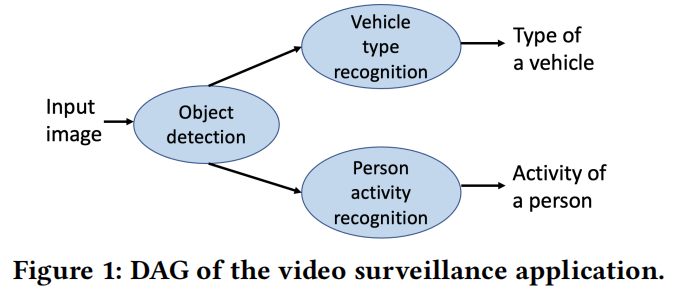 Input
image
Object
detection
Vehicle
type
recognition
Type of
a vehicle
Person
activity
recognition
Activity of
a person
Figure 1: DAG of the video surveillance application.